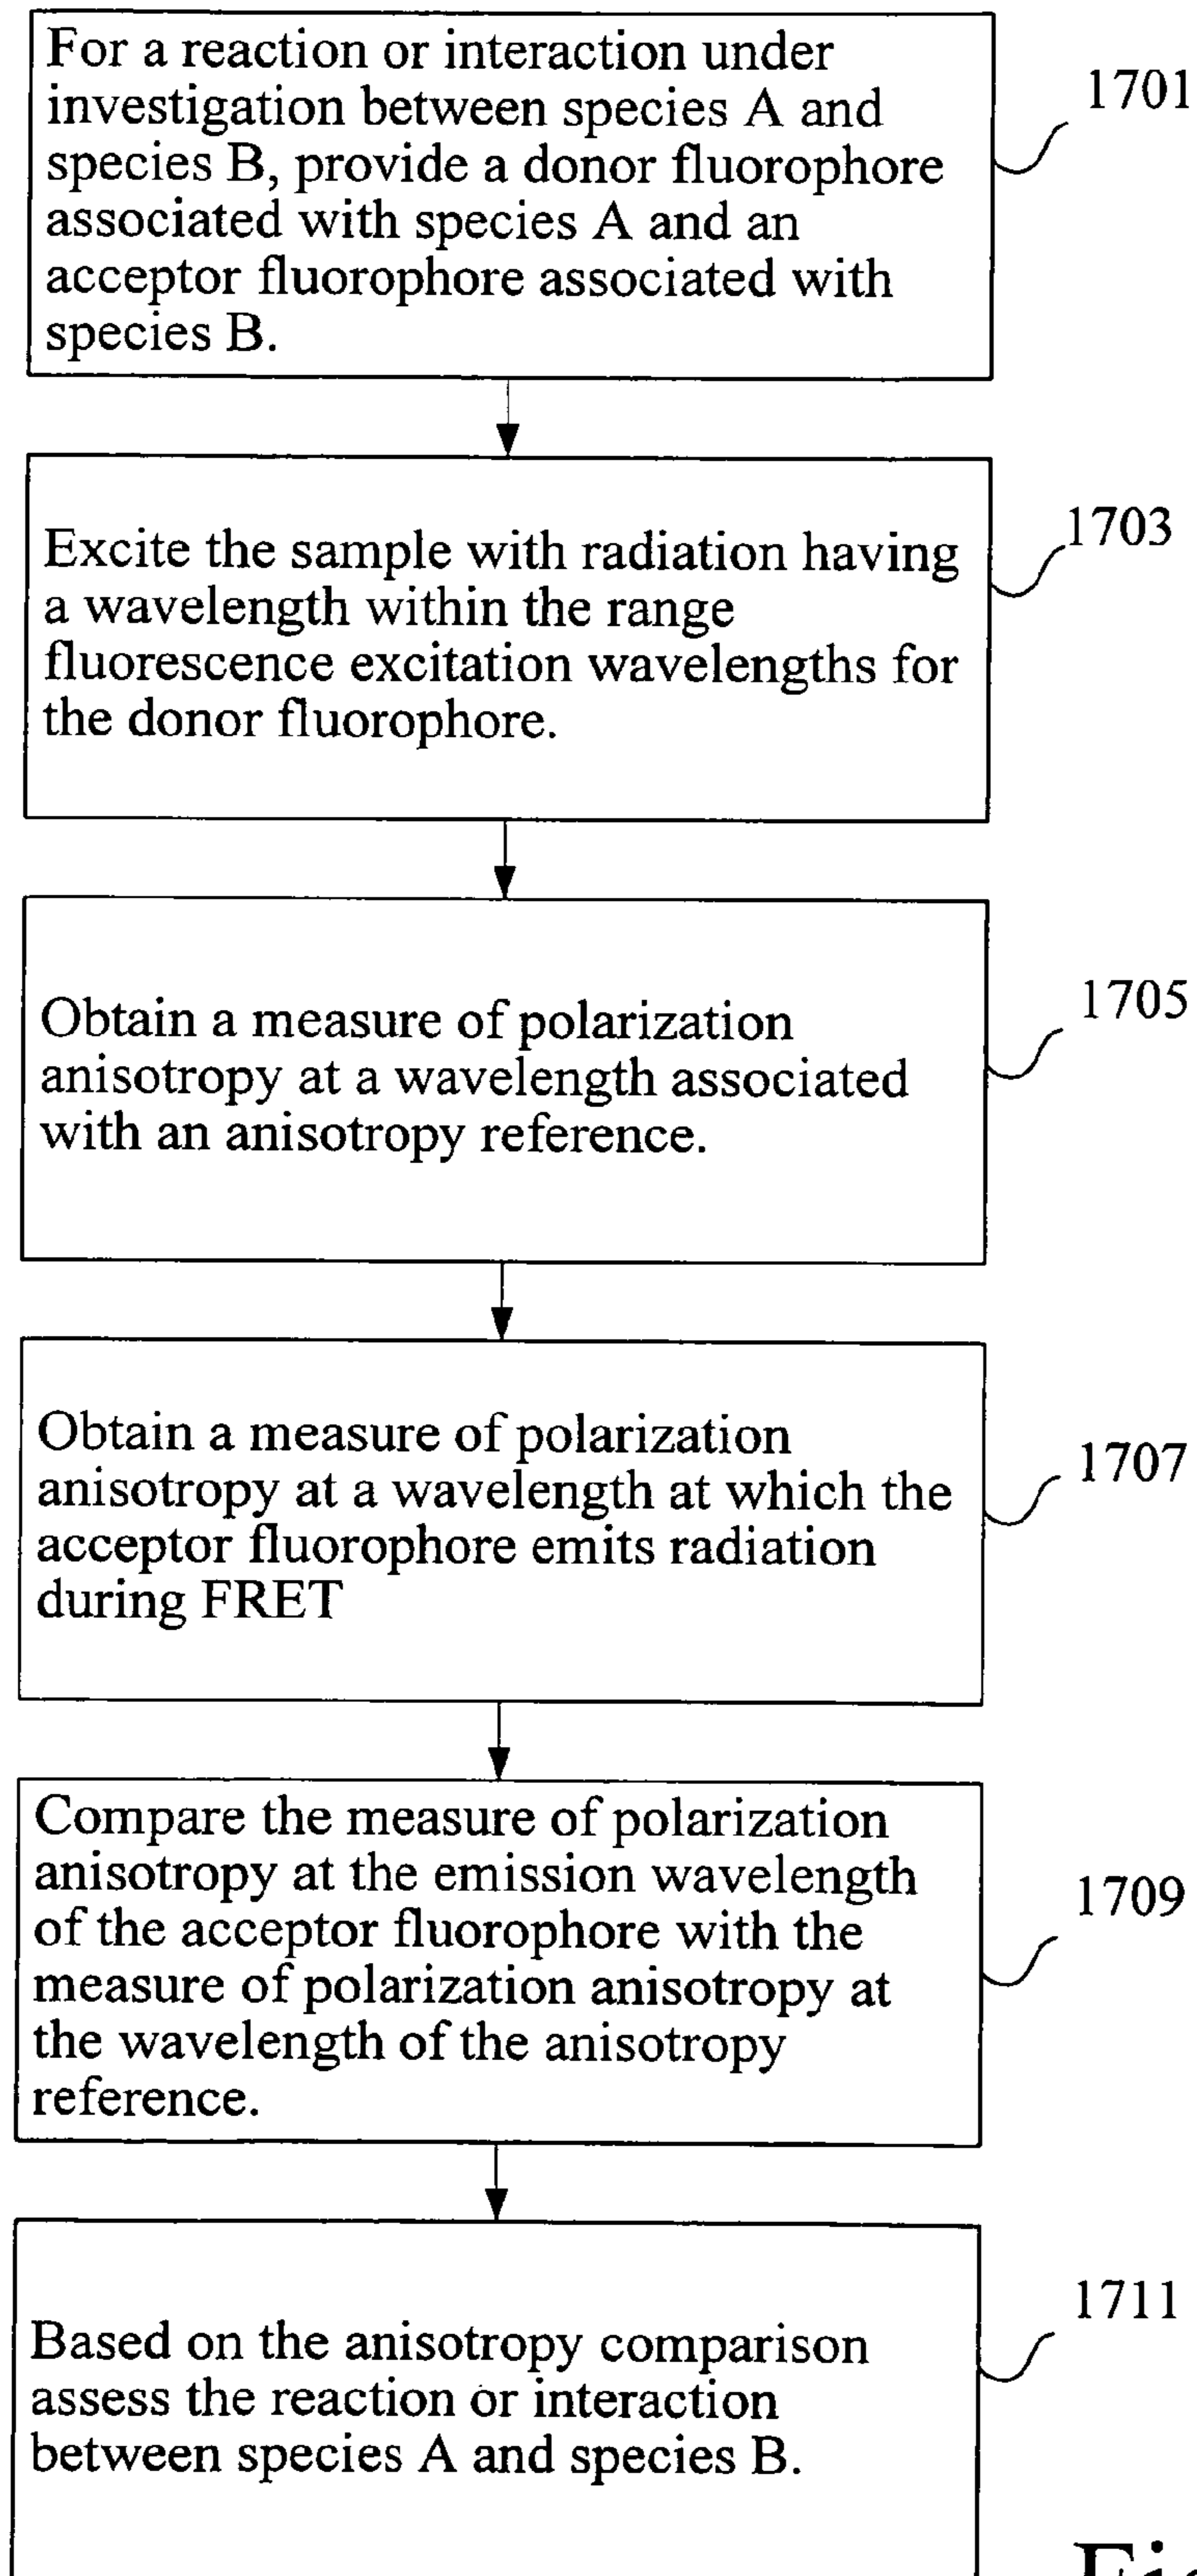 For a reaction or interaction under
investigation between species A and
species B, provide a donor fluorophore
associated with species A and an
acceptor fluorophore associated with
species B.
1701
Excite the sample with radiation having
a wavelength within the range
fluorescence excitation wavelengths for
the donor fluorophore.
1703
Obtain a measure of polarization
anisotropy at a wavelength associated
with an anisotropy reference.
1705
Obtain a measure of polarization
anisotropy at a wavelength at which the
acceptor fluorophore emits radiation
during FRET
1707
Compare the measure of polarization
anisotropy at the emission wavelength
of the acceptor fluorophore with the
measure of polarization anisotropy at
the wavelength of the anisotropy
reference.
1709
Based on the anisotropy comparison
assess the reaction or interaction
between species A and species B.
1711